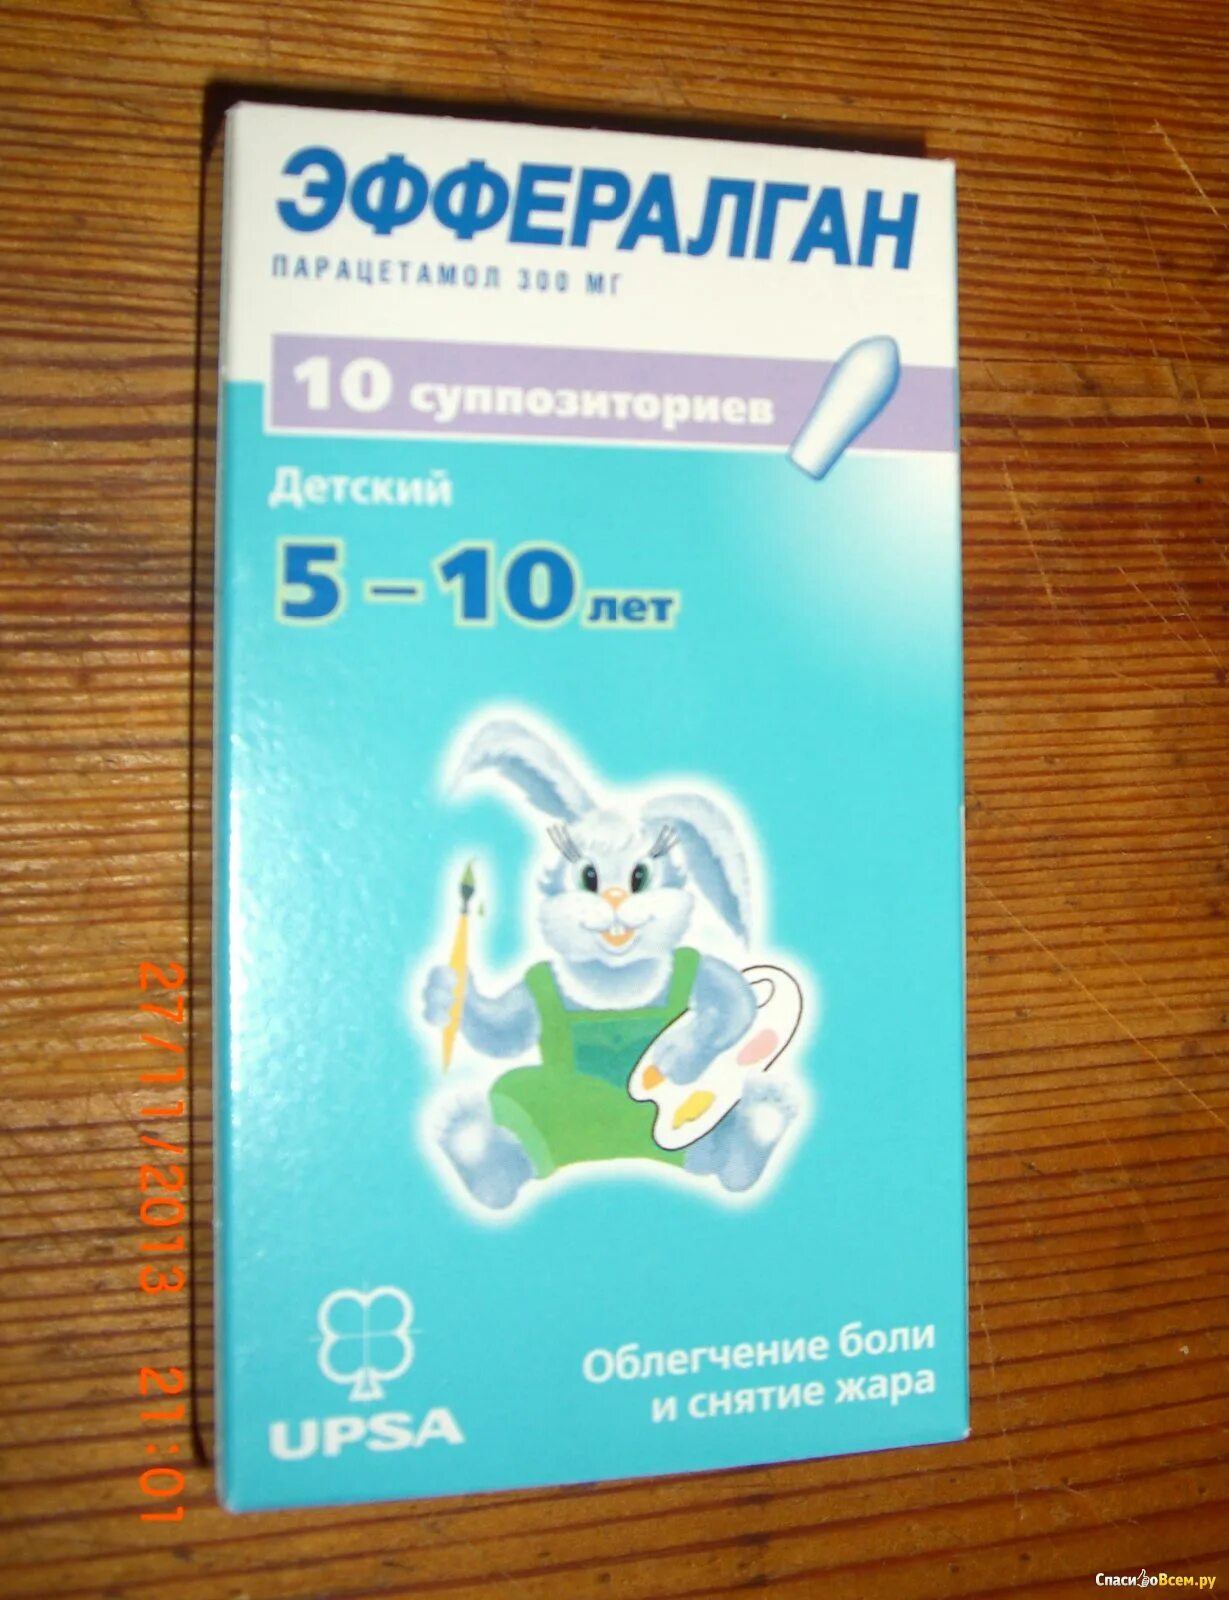 ЭФФЕРАЛГАН
ПАРАЦЕТАМОЛ 300 МГ
10 суппозиториев
Детский
5 – 10 лет
Облегчение боли
и снятие жара
UPSA
27/11/2013 21:01
СпасибоВсем.ру